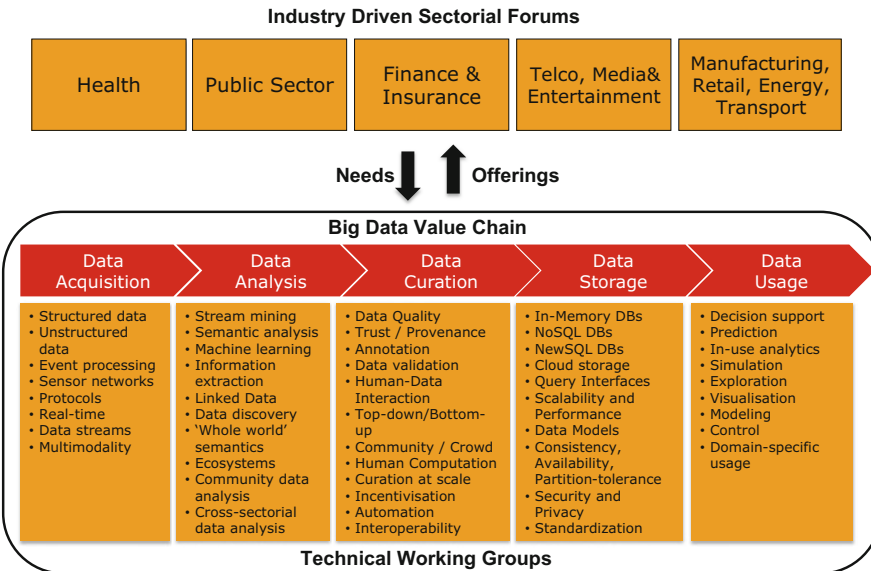 Industry Driven Sectorial Forums
Health
Public Sector
Finance &
Insurance
Telco, Media&
Entertainment
Manufacturing,
Retail, Energy,
Transport
Needs
Offerings
Big Data Value Chain
Data
Acquisition
Data
Analysis
Data
Curation
Data
Storage
Data
Usage
• Structured data
• Unstructured
data
• Event processing
• Sensor networks
• Protocols
• Real-time
• Data streams
• Multimodality
• Stream mining
• Semantic analysis
• Machine learning
• Information
extraction
• Linked Data
• Data discovery
• ‘Whole world’
semantics
• Ecosystems
• Community data
analysis
• Cross-sectorial
data analysis
• Data Quality
• Trust / Provenance
• Annotation
• Data validation
• Human-Data
Interaction
• Top-down/Bottom-
up
• Community / Crowd
• Human Computation
• Curation at scale
• Incentivisation
• Automation
• Interoperability
• In-Memory DBs
• NoSQL DBs
• NewSQL DBs
• Cloud storage
• Query Interfaces
• Scalability and
Performance
• Data Models
• Consistency,
Availability,
Partition-tolerance
• Security and
Privacy
• Standardization
• Decision support
• Prediction
• In-use analytics
• Simulation
• Exploration
• Visualisation
• Modeling
• Control
• Domain-specific
usage
Technical Working Groups